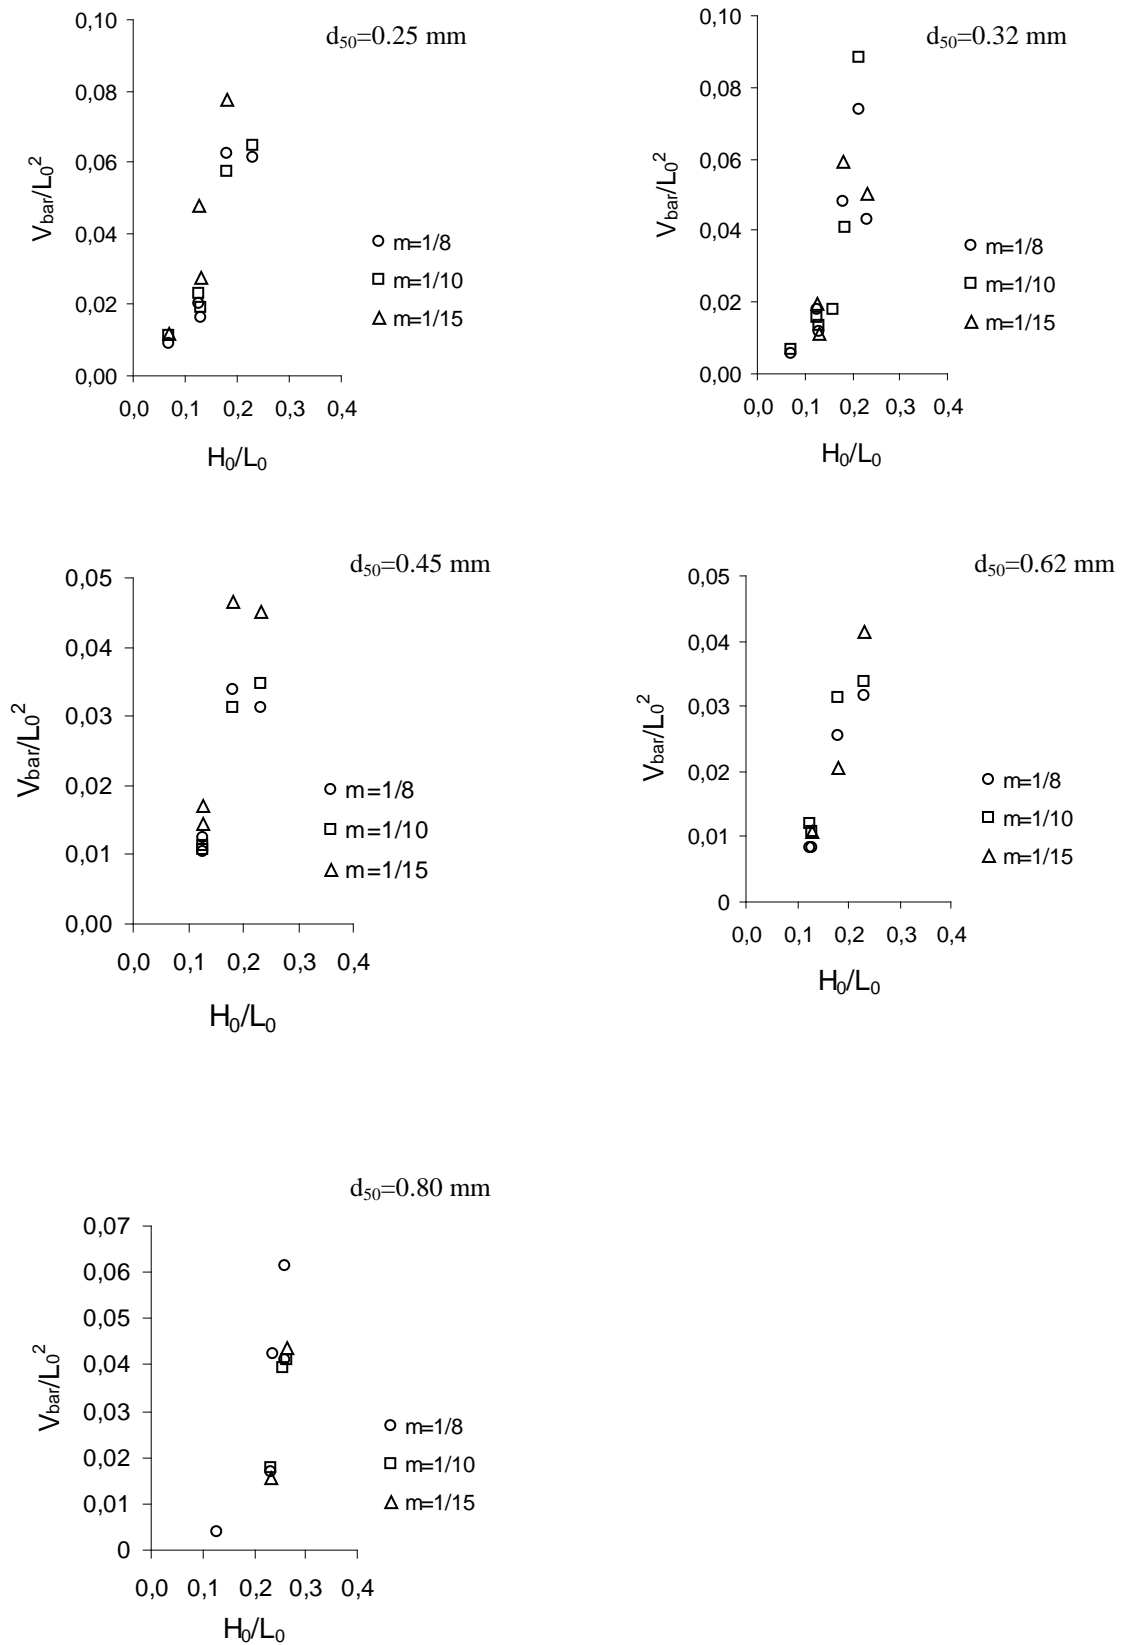 d50=0.25 mm
0,10
0,08
0,06
0,04
0,02
0,00
Vbar/L0²
0,0 0,1 0,2 0,3 0,4
H0/L0
m=1/8
m=1/10
m=1/15
d50=0.32 mm
0,10
0,08
0,06
0,04
0,02
0,00
Vbar/L0²
0,0 0,1 0,2 0,3 0,4
H0/L0
m=1/8
m=1/10
m=1/15
d50=0.45 mm
0,05
0,04
0,03
0,02
0,01
0,00
Vbar/L0²
0,0 0,1 0,2 0,3 0,4
H0/L0
m=1/8
m=1/10
m=1/15
d50=0.62 mm
0,05
0,04
0,03
0,02
0,01
0
Vbar/L0²
0,0 0,1 0,2 0,3 0,4
H0/L0
m=1/8
m=1/10
m=1/15
d50=0.80 mm
0,07
0,06
0,05
0,04
0,03
0,02
0,01
0
Vbar/L0²
0,0 0,1 0,2 0,3 0,4
H0/L0
m=1/8
m=1/10
m=1/15